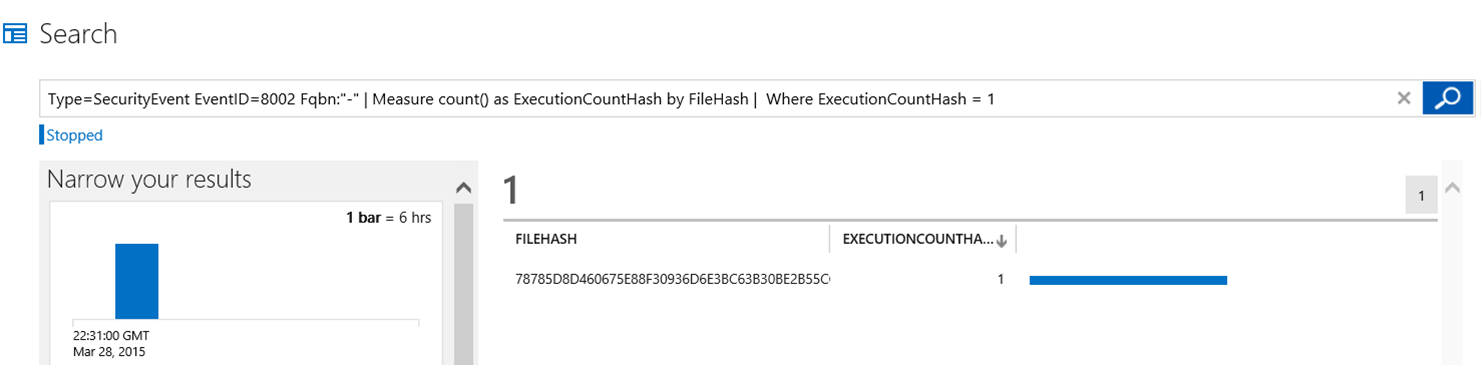 Search
Type=SecurityEvent EventID=8002 Fqbn:"-" | Measure count() as ExecutionCountHash by FileHash | Where ExecutionCountHash = 1
Stopped
Narrow your results
1 bar = 6 hrs
22:31:00 GMT
Mar 28, 2015
1
1
FILEHASH EXECUTIONCOUNTHA...
78785D8D460675E88F30936D6E3BC63B30BE2B55C 1